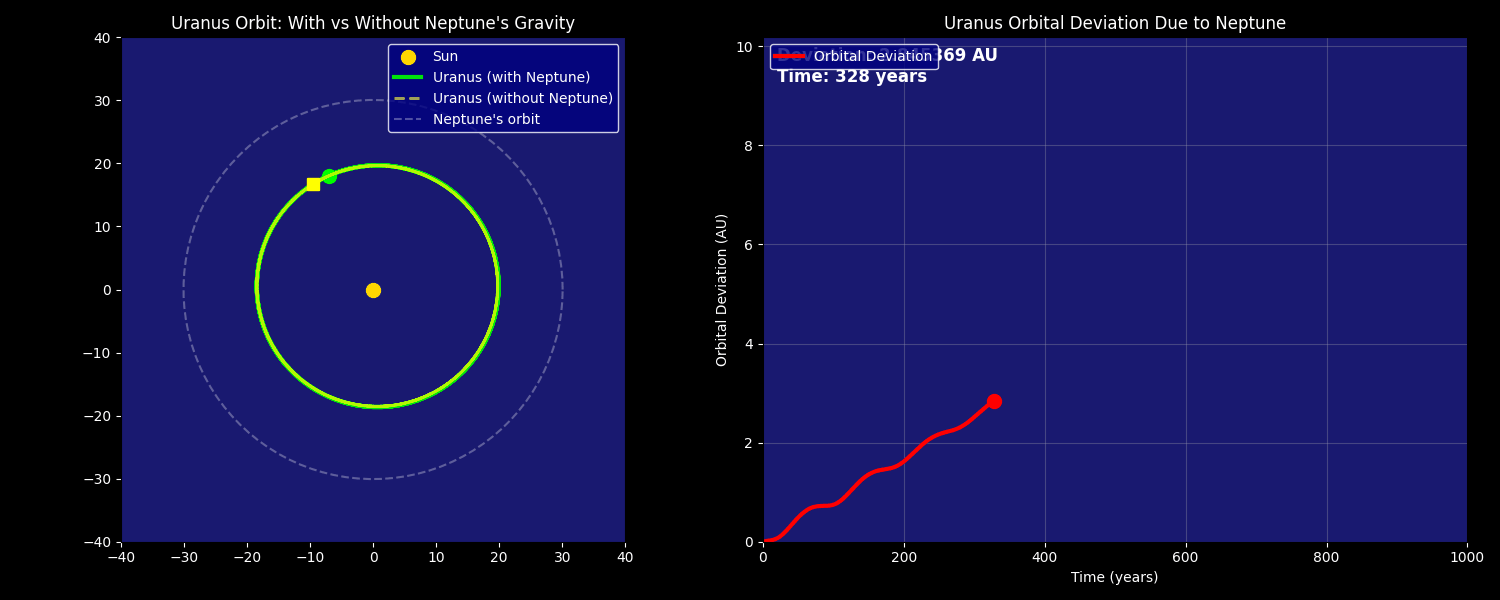 Uranus Orbit: With vs Without Neptune's Gravity
40
30
20
10
0
−10
−20
−30
−40
−40
−30
−20
−10
0
10
20
30
40
Sun
Uranus (with Neptune)
Uranus (without Neptune)
Neptune's orbit
Uranus Orbital Deviation Due to Neptune
Orbital Deviation (AU)
10
8
6
4
2
0
0
200
400
600
800
1000
Time (years)
Orbital Deviation
369 AU
Time: 328 years